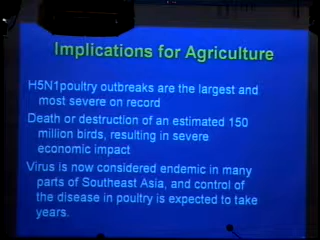 Implications for Agriculture
H5N1poultry outbreaks are the largest and
most severe on record
Death or destruction of an estimated 150
million birds, resulting in severe
economic impact
Virus is now considered endemic in many
parts of Southeast Asia, and control of
the disease in poultry is expected to take
years.